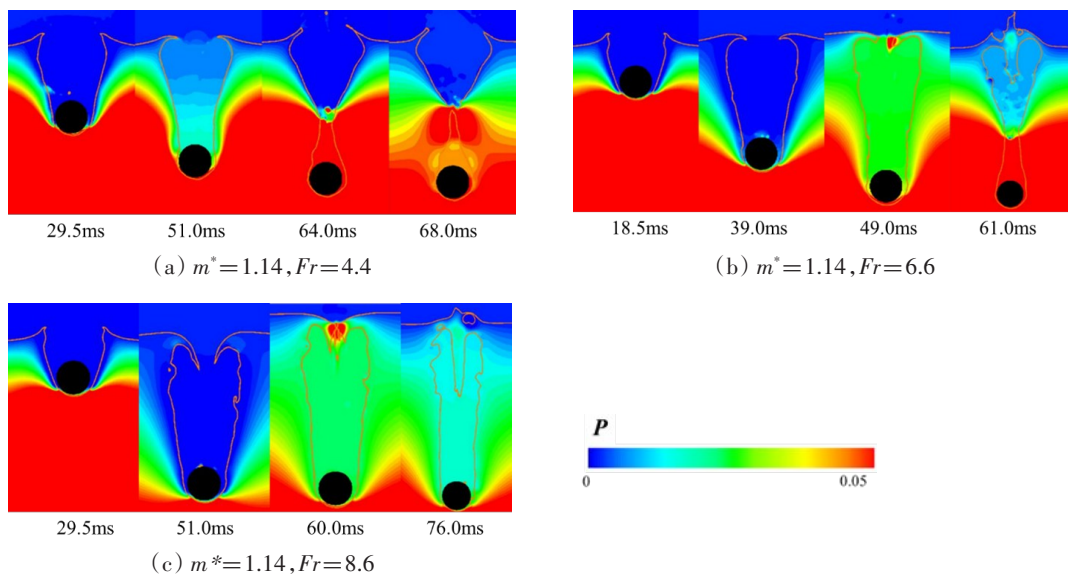 29.5ms 51.0ms 64.0ms 68.0ms
(a) m*=1.14,Fr=4.4
18.5ms 39.0ms 49.0ms 61.0ms
(b) m*=1.14,Fr=6.6
29.5ms 51.0ms 60.0ms 76.0ms
(c) m*=1.14,Fr=8.6
P
0 0.05